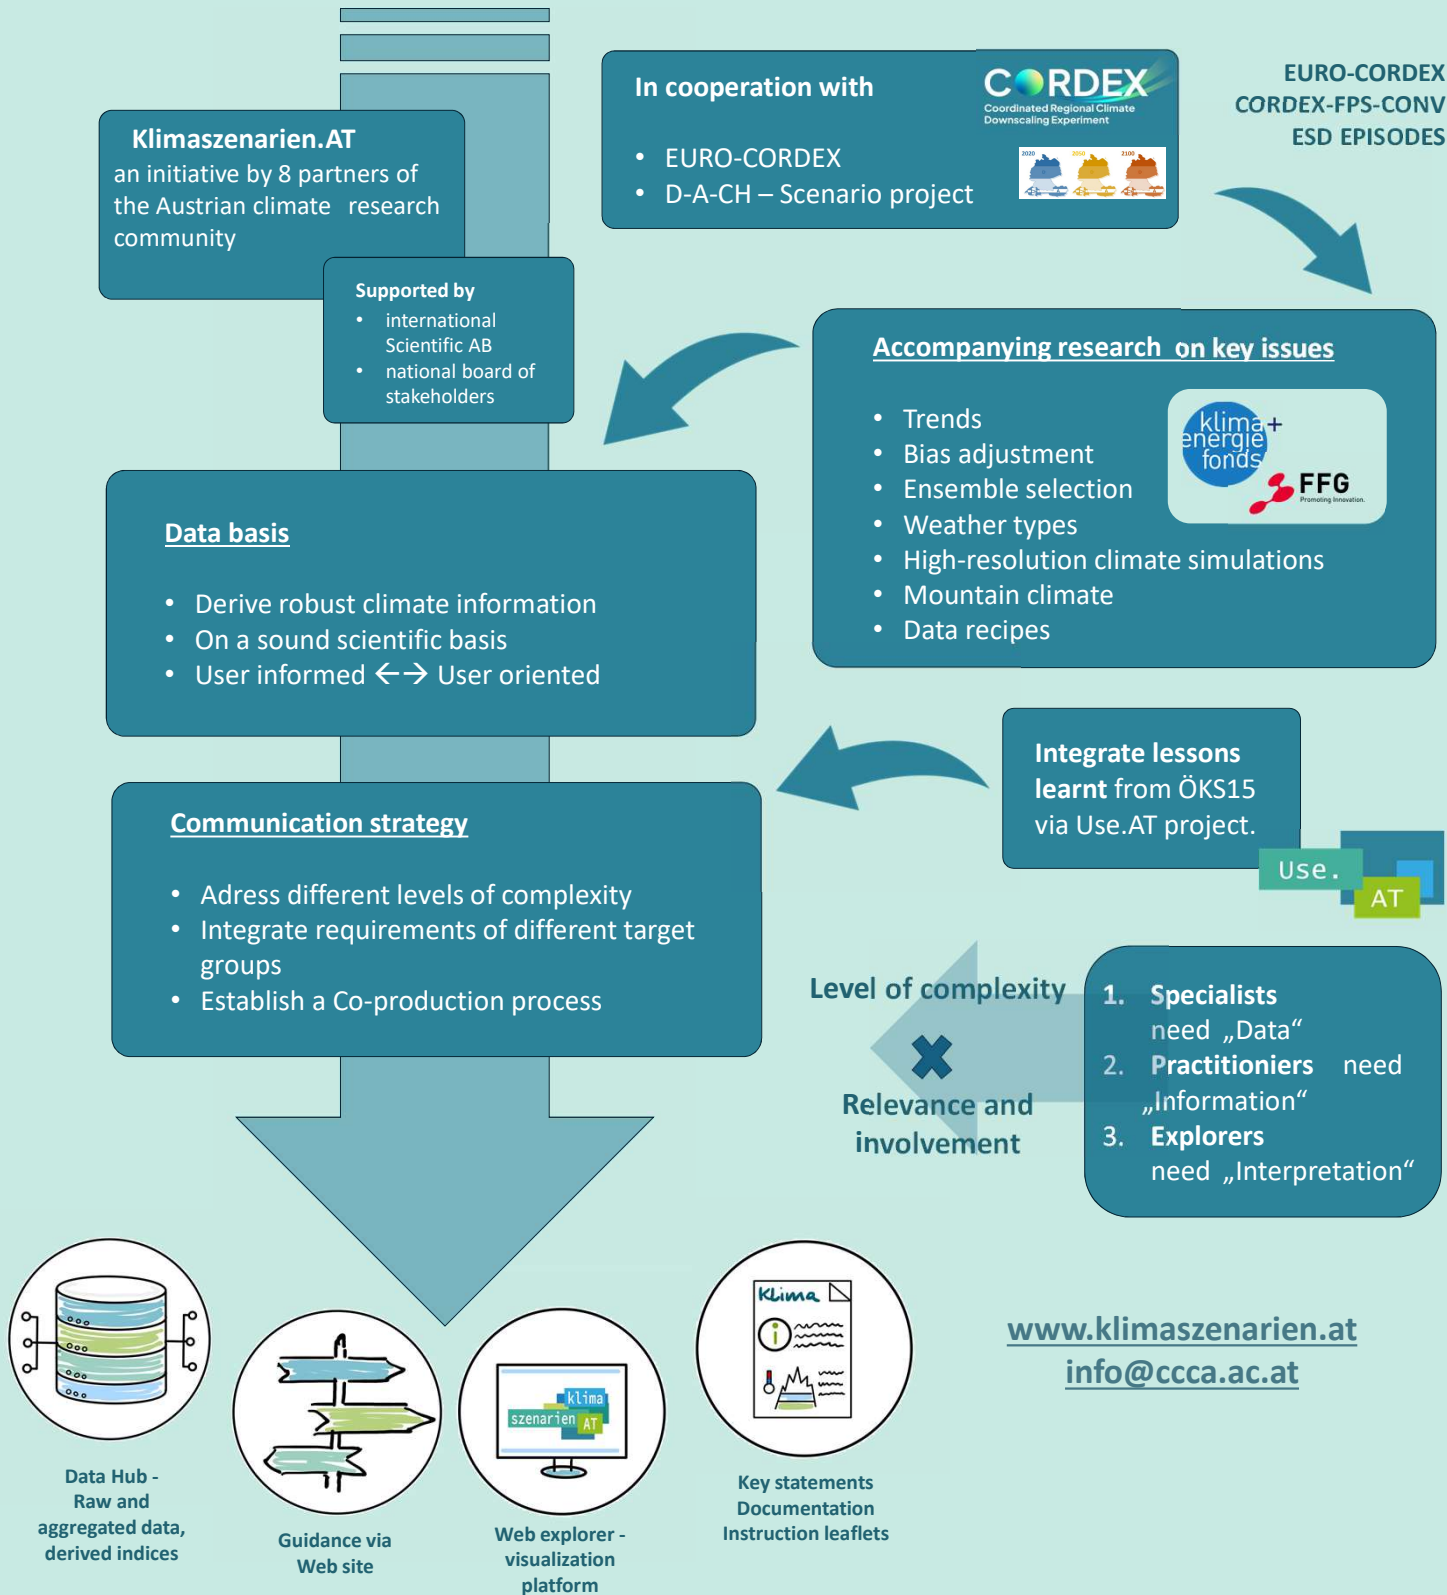 Klimaszenarien.AT
an initiative by 8 partners of
the Austrian climate research
community
Supported by
• international
Scientific AB
• national board of
stakeholders
In cooperation with
• EURO-CORDEX
• D-A-CH – Scenario project
CORDEX
Coordinated Regional Climate
Downscaling Experiment
2020 2050 2100
EURO-CORDEX
CORDEX-FPS-CONV
ESD EPISODES
Accompanying research on key issues
• Trends
• Bias adjustment
• Ensemble selection
• Weather types
• High-resolution climate simulations
• Mountain climate
• Data recipes
klima+
energie
fonds
FFG
Promoting Innovation.
Data basis
• Derive robust climate information
• On a sound scientific basis
• User informed ←→ User oriented
Integrate lessons
learnt from ÖKS15
via Use.AT project.
Use.
AT
Communication strategy
• Adress different levels of complexity
• Integrate requirements of different target
groups
• Establish a Co-production process
Level of complexity
✖
Relevance and
involvement
1. Specialists
need „Data“
2. Practitioniers need
„Information“
3. Explorers
need „Interpretation“
Data Hub -
Raw and
aggregated data,
derived indices
Guidance via
Web site
klima
szenarien
AT
Web explorer -
visualization
platform
Klima
i
Key statements
Documentation
Instruction leaflets
www.klimaszenarien.at
info@ccca.ac.at